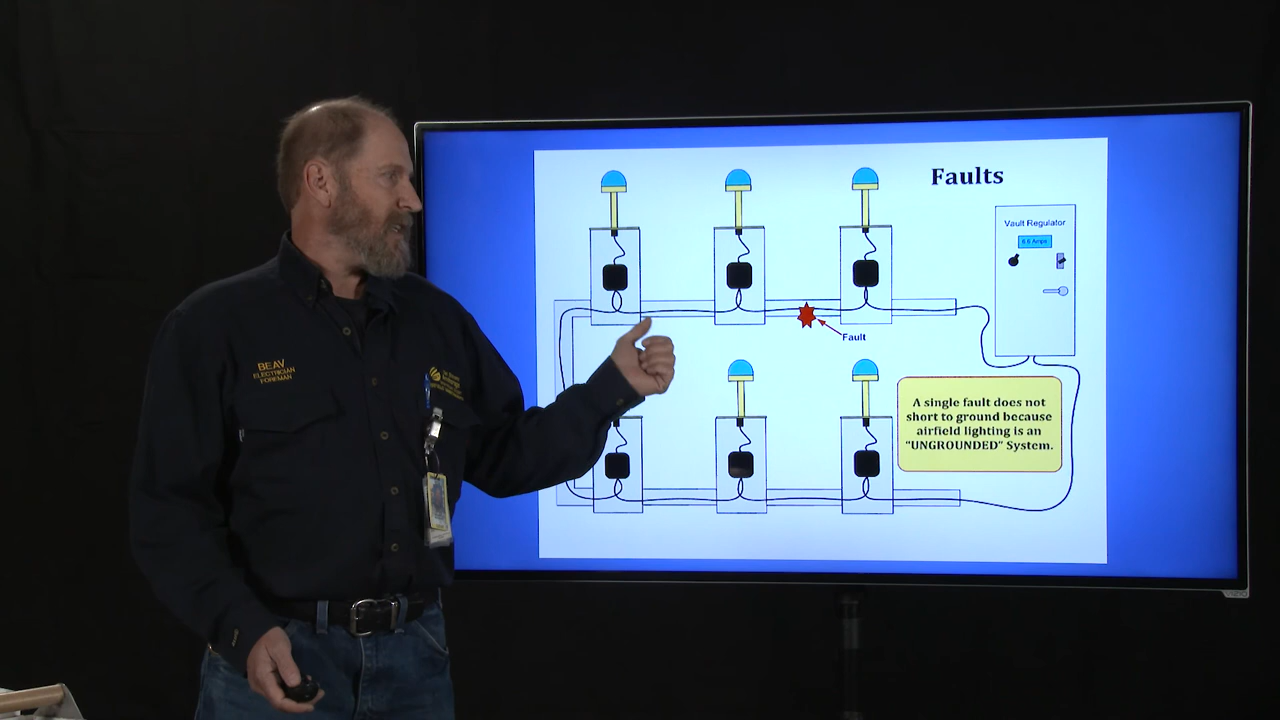 Faults
Vault Regulator
6.6 Amps
Fault
A single fault does not
short to ground because
airfield lighting is an
"UNGROUNDED" System.
BEAV
ELECTRICIAN
FOREMAN